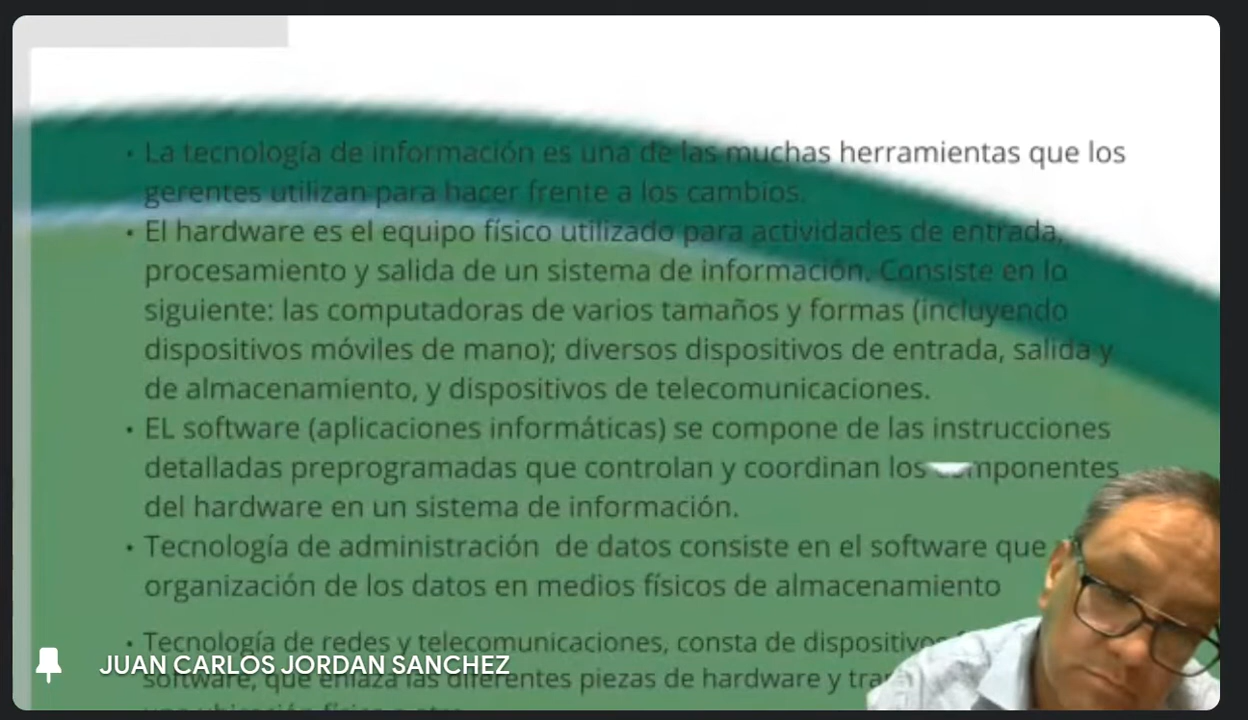 • La tecnología de información es una de las muchas herramientas que los
gerentes utilizan para hacer frente a los cambios.
• El hardware es el equipo físico utilizado para actividades de entrada,
procesamiento y salida de un sistema de información. Consiste en lo
siguiente: las computadoras de varios tamaños y formas (incluyendo
dispositivos móviles de mano); diversos dispositivos de entrada, salida y
de almacenamiento, y dispositivos de telecomunicaciones.
• EL software (aplicaciones informáticas) se compone de las instrucciones
detalladas preprogramadas que controlan y coordinan los componentes
del hardware en un sistema de información.
• Tecnología de administración de datos consiste en el software que
organización de los datos en medios físicos de almacenamiento
• Tecnología de redes y telecomunicaciones, consta de
JUAN CARLOS JORDAN SANCHEZ
software, que enlaza las diferentes piezas de hardware y